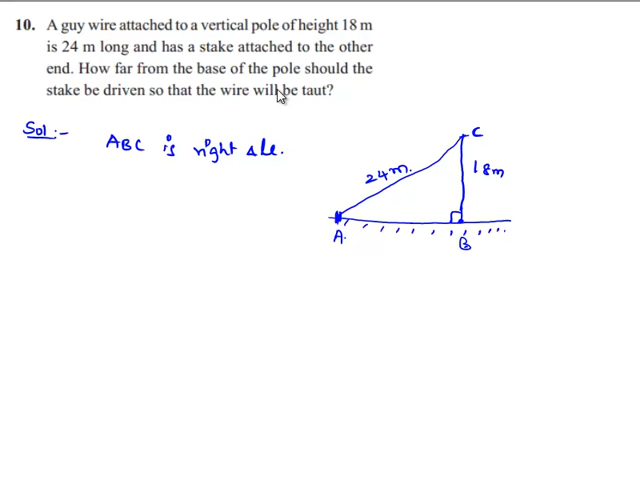 10. A guy wire attached to a vertical pole of height 18 m
is 24 m long and has a stake attached to the other
end. How far from the base of the pole should the
stake be driven so that the wire will be taut?
Sol:-
ABC is right Δle.
C
24m.
18m
A.
B